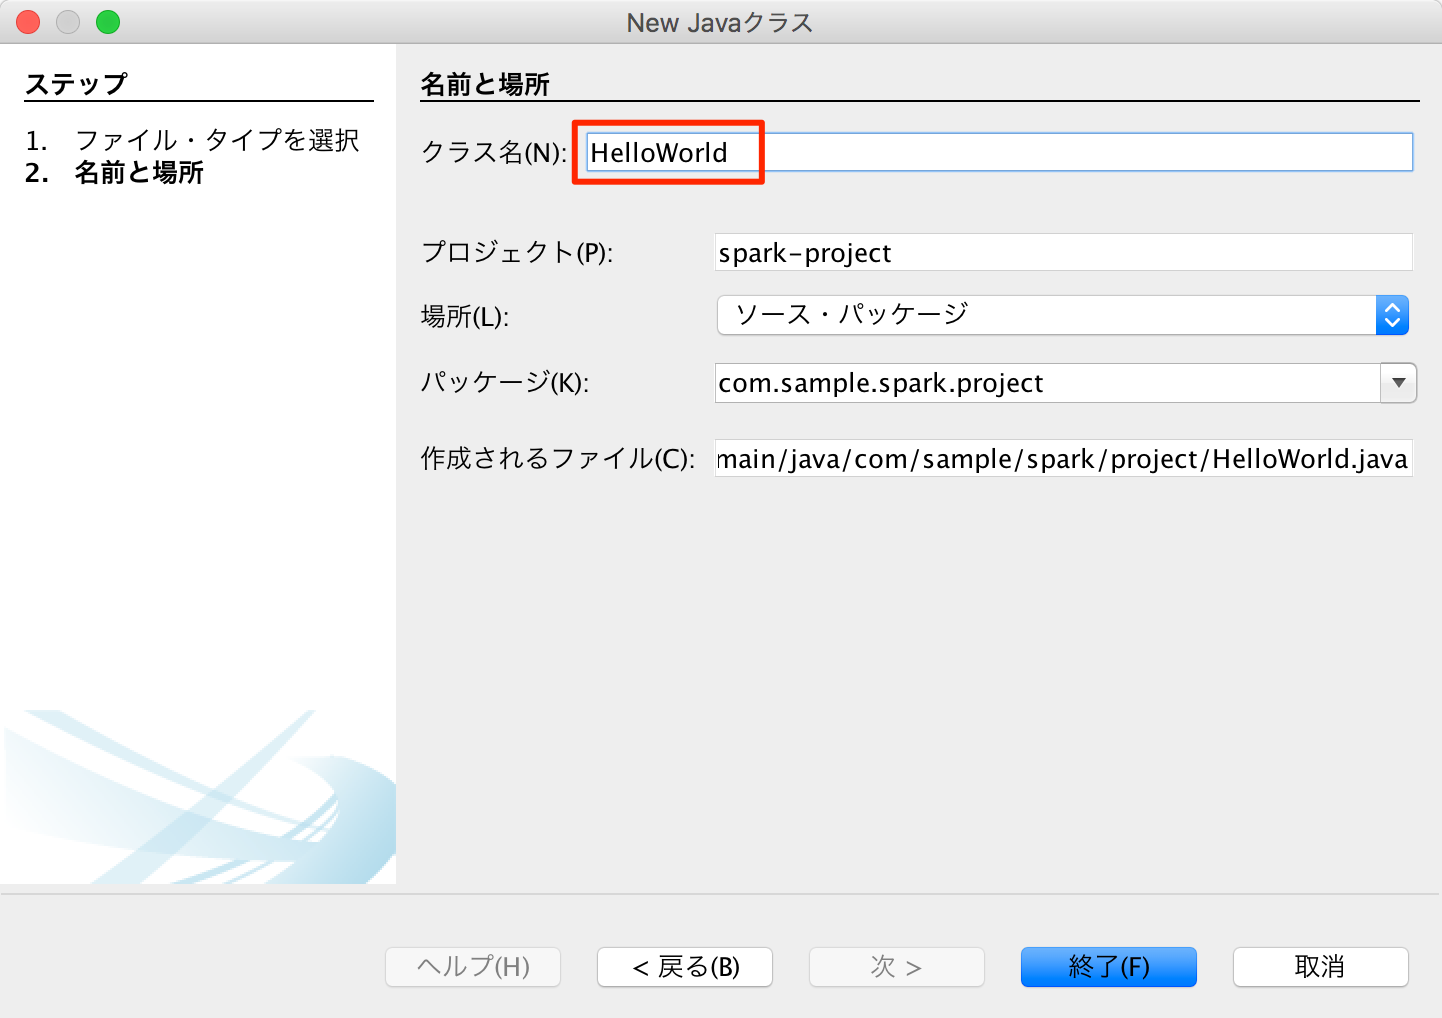 New Javaクラス
ステップ
1. ファイル・タイプを選択
2. 名前と場所
名前と場所
クラス名(N): HelloWorld
プロジェクト(P): spark-project
場所(L): ソース・パッケージ
パッケージ(K): com.sample.spark.project
作成されるファイル(C): main/java/com/sample/spark/project/HelloWorld.java
ヘルプ(H) < 戻る(B) 次 > 終了(F) 取消